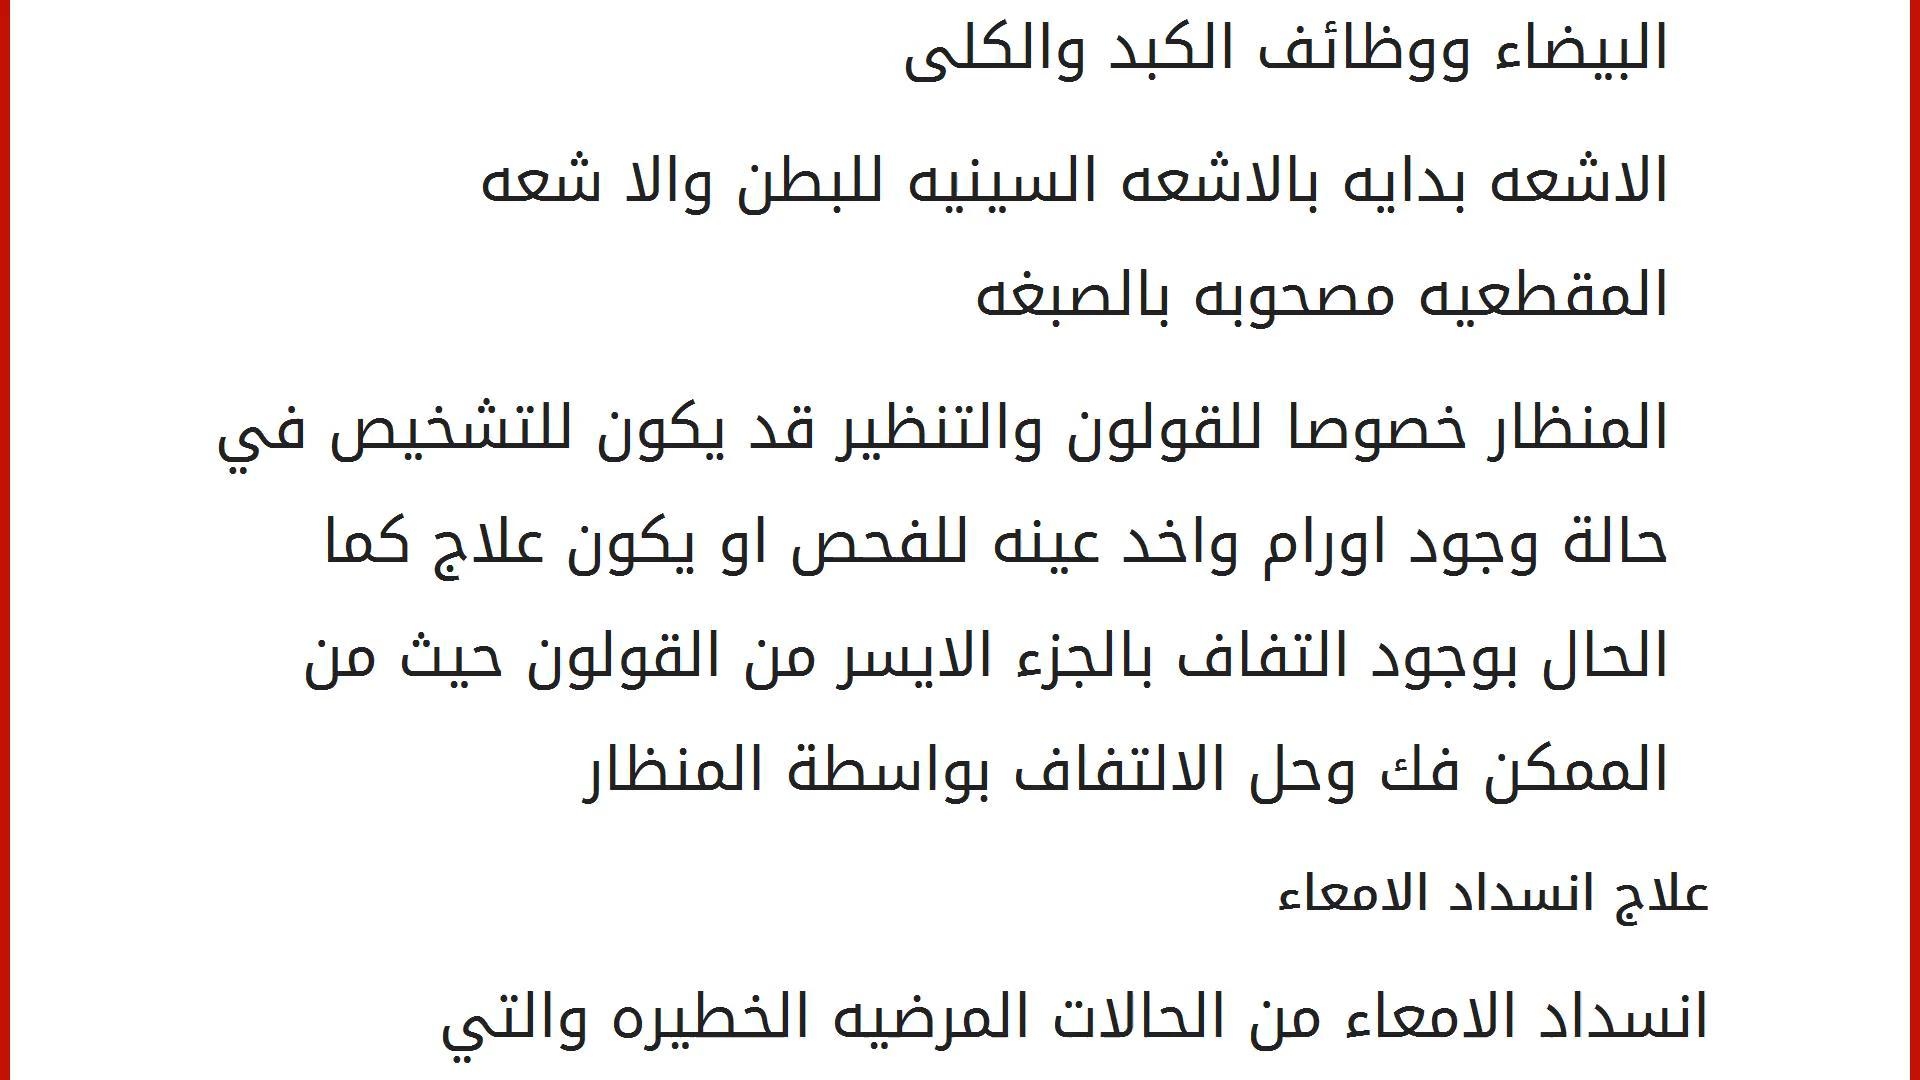 البيضاء ووظائف الكبد والكلى
الاشعه بدايه بالاشعه السينيه للبطن والا شعه
المقطعيه مصحوبه بالصبغه
المنظار خصوصا للقولون والتنظير قد يكون للتشخيص في
حالة وجود اورام واخد عينه للفحص او يكون علاج كما
الحال بوجود التفاف بالجزء الايسر من القولون حيث من
الممكن فك وحل الالتفاف بواسطة المنظار
علاج انسداد الامعاء
انسداد الامعاء من الحالات المرضيه الخطيره والتي